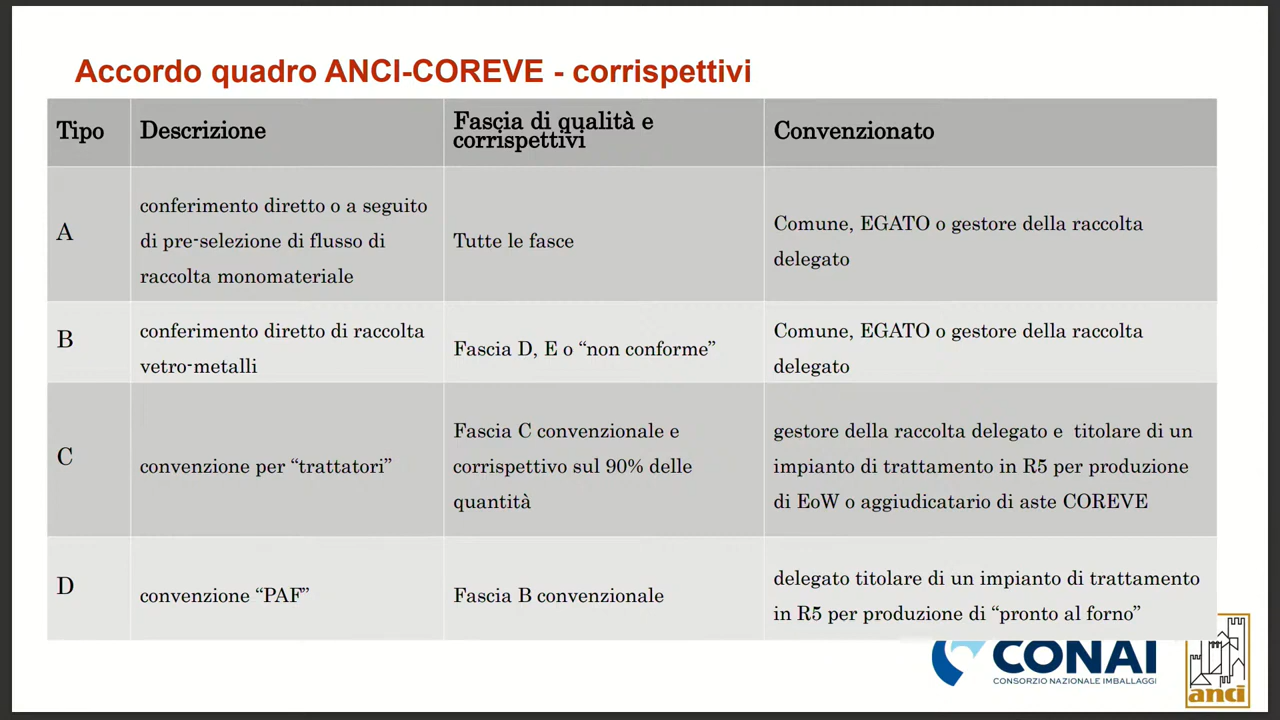 Accordo quadro ANCI-COREVE - corrispettivi
Tipo
Descrizione
Fascia di qualità e
corrispettivi
Convenzionato
A
conferimento diretto o a seguito
di pre-selezione di flusso di
raccolta monomateriale
Tutte le fasce
Comune, EGATO o gestore della raccolta
delegato
B
conferimento diretto di raccolta
vetro-metalli
Fascia D, E o “non conforme”
Comune, EGATO o gestore della raccolta
delegato
C
convenzione per “trattatori”
Fascia C convenzionale e
corrispettivo sul 90% delle
quantità
gestore della raccolta delegato e titolare di un
impianto di trattamento in R5 per produzione
di EoW o aggiudicatario di aste COREVE
D
convenzione “PAF”
Fascia B convenzionale
delegato titolare di un impianto di trattamento
in R5 per produzione di “pronto al forno”
CONAI
CONSORZIO NAZIONALE IMBALLAGGI
anci